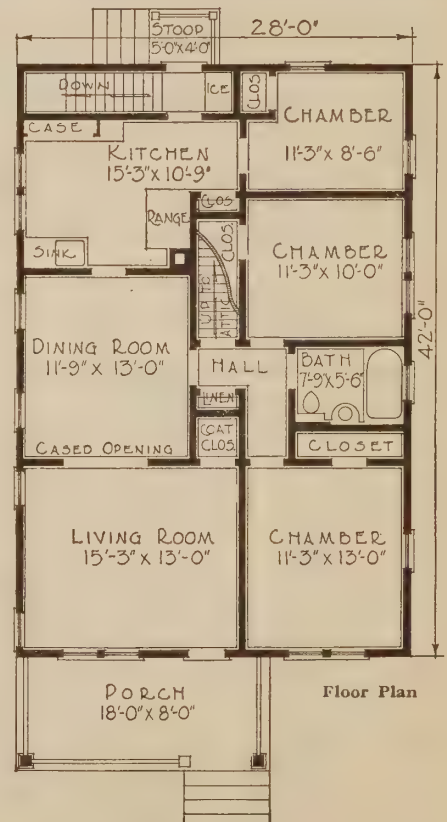 STOOP
5'-0" X 4'-0"
28'-0"
DOWN
ICE
CLOS
CHAMBER
11'-3" X 8'-6"
CASE
KITCHEN
15'-3" X 10'-9"
CLOS
RANGE
CLOS
SINK
UP TO
ATTIC
CHAMBER
11'-3" X 10'-0"
42'-0"
DINING ROOM
11'-9" X 13'-0"
HALL
BATH
7'-9" X 5'-6"
LINEN
COAT
CLOS.
CASED OPENING
CLOSET
LIVING ROOM
15'-3" X 13'-0"
CHAMBER
11'-3" X 13'-0"
PORCH
18'-0" X 8'-0"
Floor Plan